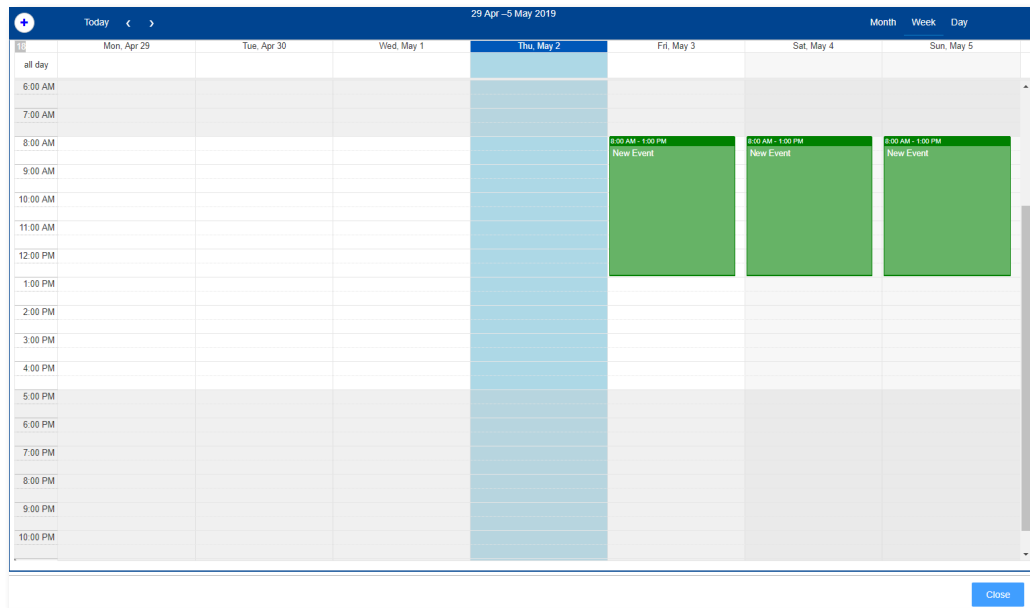 29 Apr –5 May 2019
+ Today ‹ › Month Week Day
18 Mon, Apr 29 Tue, Apr 30 Wed, May 1 Thu, May 2 Fri, May 3 Sat, May 4 Sun, May 5
all day
6:00 AM
7:00 AM
8:00 AM 8:00 AM - 1:00 PM 8:00 AM - 1:00 PM 8:00 AM - 1:00 PM
New Event New Event New Event
9:00 AM
10:00 AM
11:00 AM
12:00 PM
1:00 PM
2:00 PM
3:00 PM
4:00 PM
5:00 PM
6:00 PM
7:00 PM
8:00 PM
9:00 PM
10:00 PM
Close